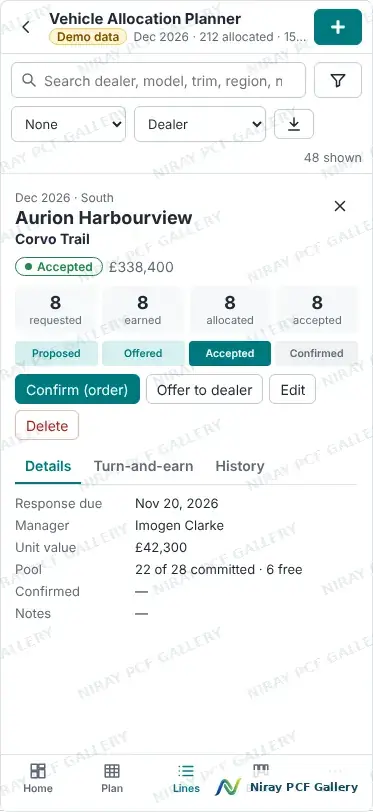 Vehicle Allocation Planner
Demo data Dec 2026 · 212 allocated · 15...
Search dealer, model, trim, region, n
None Dealer
48 shown
Dec 2026 · South
Aurion Harbourview
Corvo Trail
Accepted £338,400
8 8 8 8
requested earned allocated accepted
Proposed Offered Accepted Confirmed
Confirm (order) Offer to dealer Edit
Delete
Details Turn-and-earn History
Response due Nov 20, 2026
Manager Imogen Clarke
Unit value £42,300
Pool 22 of 28 committed · 6 free
Confirmed —
Notes —
Home Plan Lines
Niray PCF Gallery
NIRAY PCF GALLERY